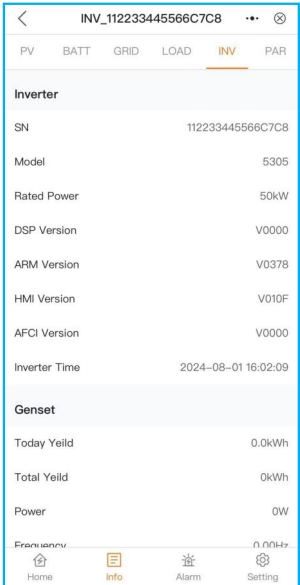 INV_112233445566C7C8
PV BATT GRID LOAD INV PAR
Inverter
SN 112233445566C7C8
Model 5305
Rated Power 50kW
DSP Version V0000
ARM Version V0378
HMI Version V010F
AFCI Version V0000
Inverter Time 2024-08-01 16:02:09
Genset
Today Yeild 0.0kWh
Total Yeild 0kWh
Power 0W
Frequency 0.00Hz
Home Info Alarm Setting